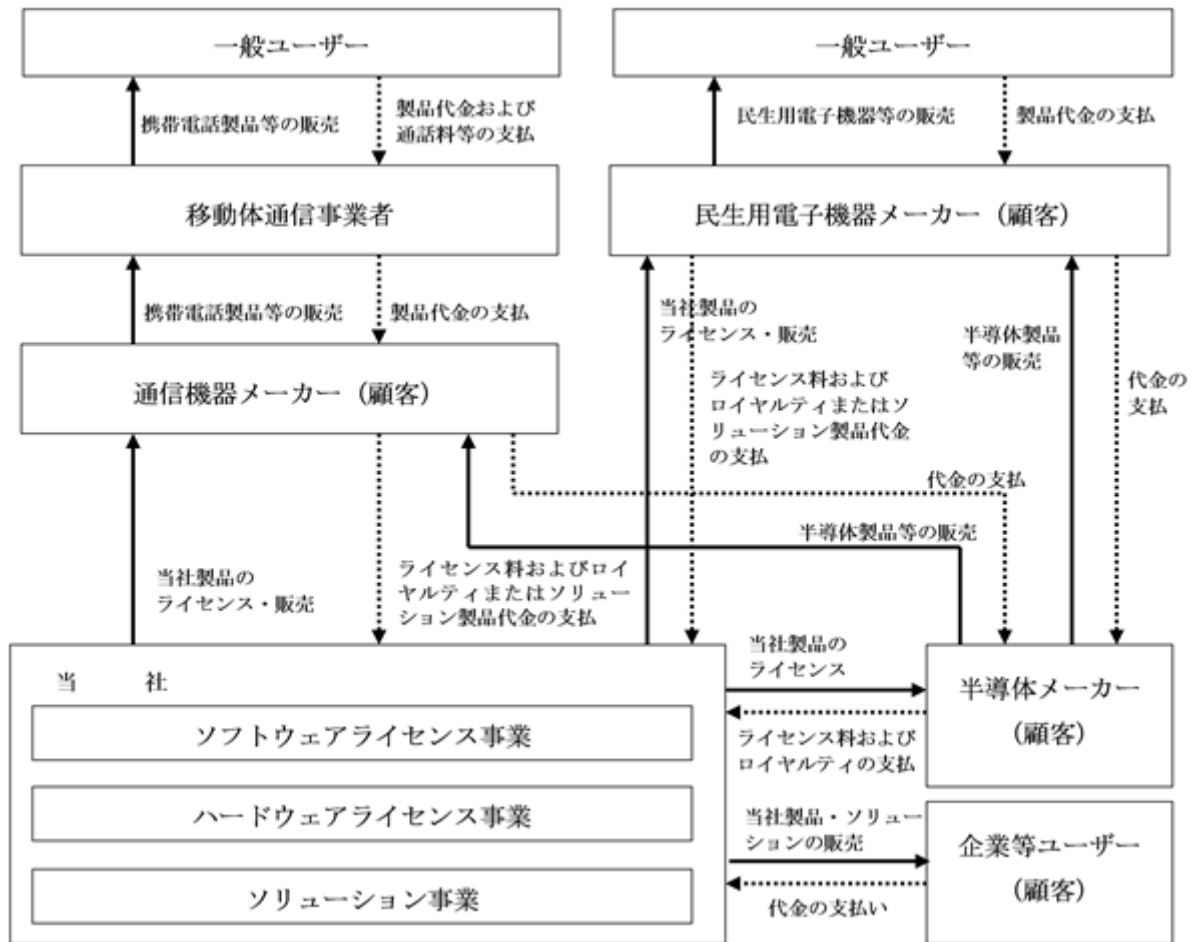 一般ユーザー
一般ユーザー
携帯電話製品等の販売
製品代金および
通話料等の支払
民生用電子機器等の販売
製品代金の支払
移動体通信事業者
民生用電子機器メーカー（顧客）
携帯電話製品等の販売
製品代金の支払
当社製品の
ライセンス・販売
半導体製品
等の販売
通信機器メーカー（顧客）
ライセンス料および
ロイヤルティまたはソ
リューション製品代金
の支払
代金の
支払
代金の支払
半導体製品等の販売
当社製品の
ライセンス・販売
ライセンス料およびロイ
ヤルティまたはソリュー
ション製品代金の支払
当　　社
ソフトウェアライセンス事業
ハードウェアライセンス事業
ソリューション事業
当社製品の
ライセンス
ライセンス料および
ロイヤルティの支払
半導体メーカー
（顧客）
当社製品・ソリュー
ションの販売
代金の支払い
企業等ユーザー
（顧客）